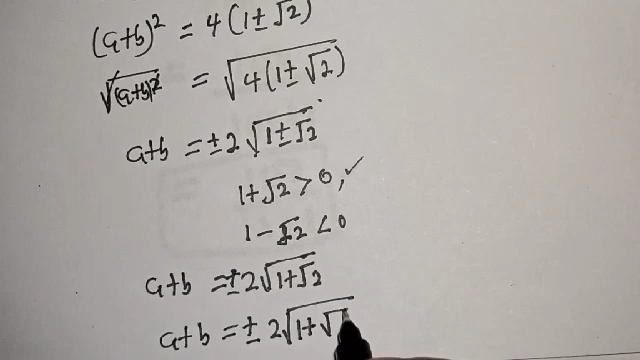 (a+b)² = 4(1±√2)
√(a+b)² = √4(1±√2)
a+b = ±2√1±√2
1+√2 > 0, ✓
1-√2 < 0
a+b = ±2√1+√2
a+b = ± 2√1+√